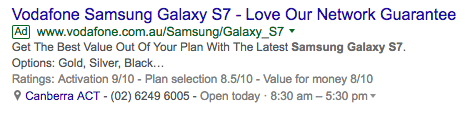 Vodafone Samsung Galaxy S7 - Love Our Network Guarantee
Ad www.vodafone.com.au/Samsung/Galaxy_S7
Get The Best Value Out Of Your Plan With The Latest Samsung Galaxy S7.
Options: Gold, Silver, Black...
Ratings: Activation 9/10 - Plan selection 8.5/10 - Value for money 8/10
Canberra ACT - (02) 6249 6005 - Open today · 8:30 am – 5:30 pm